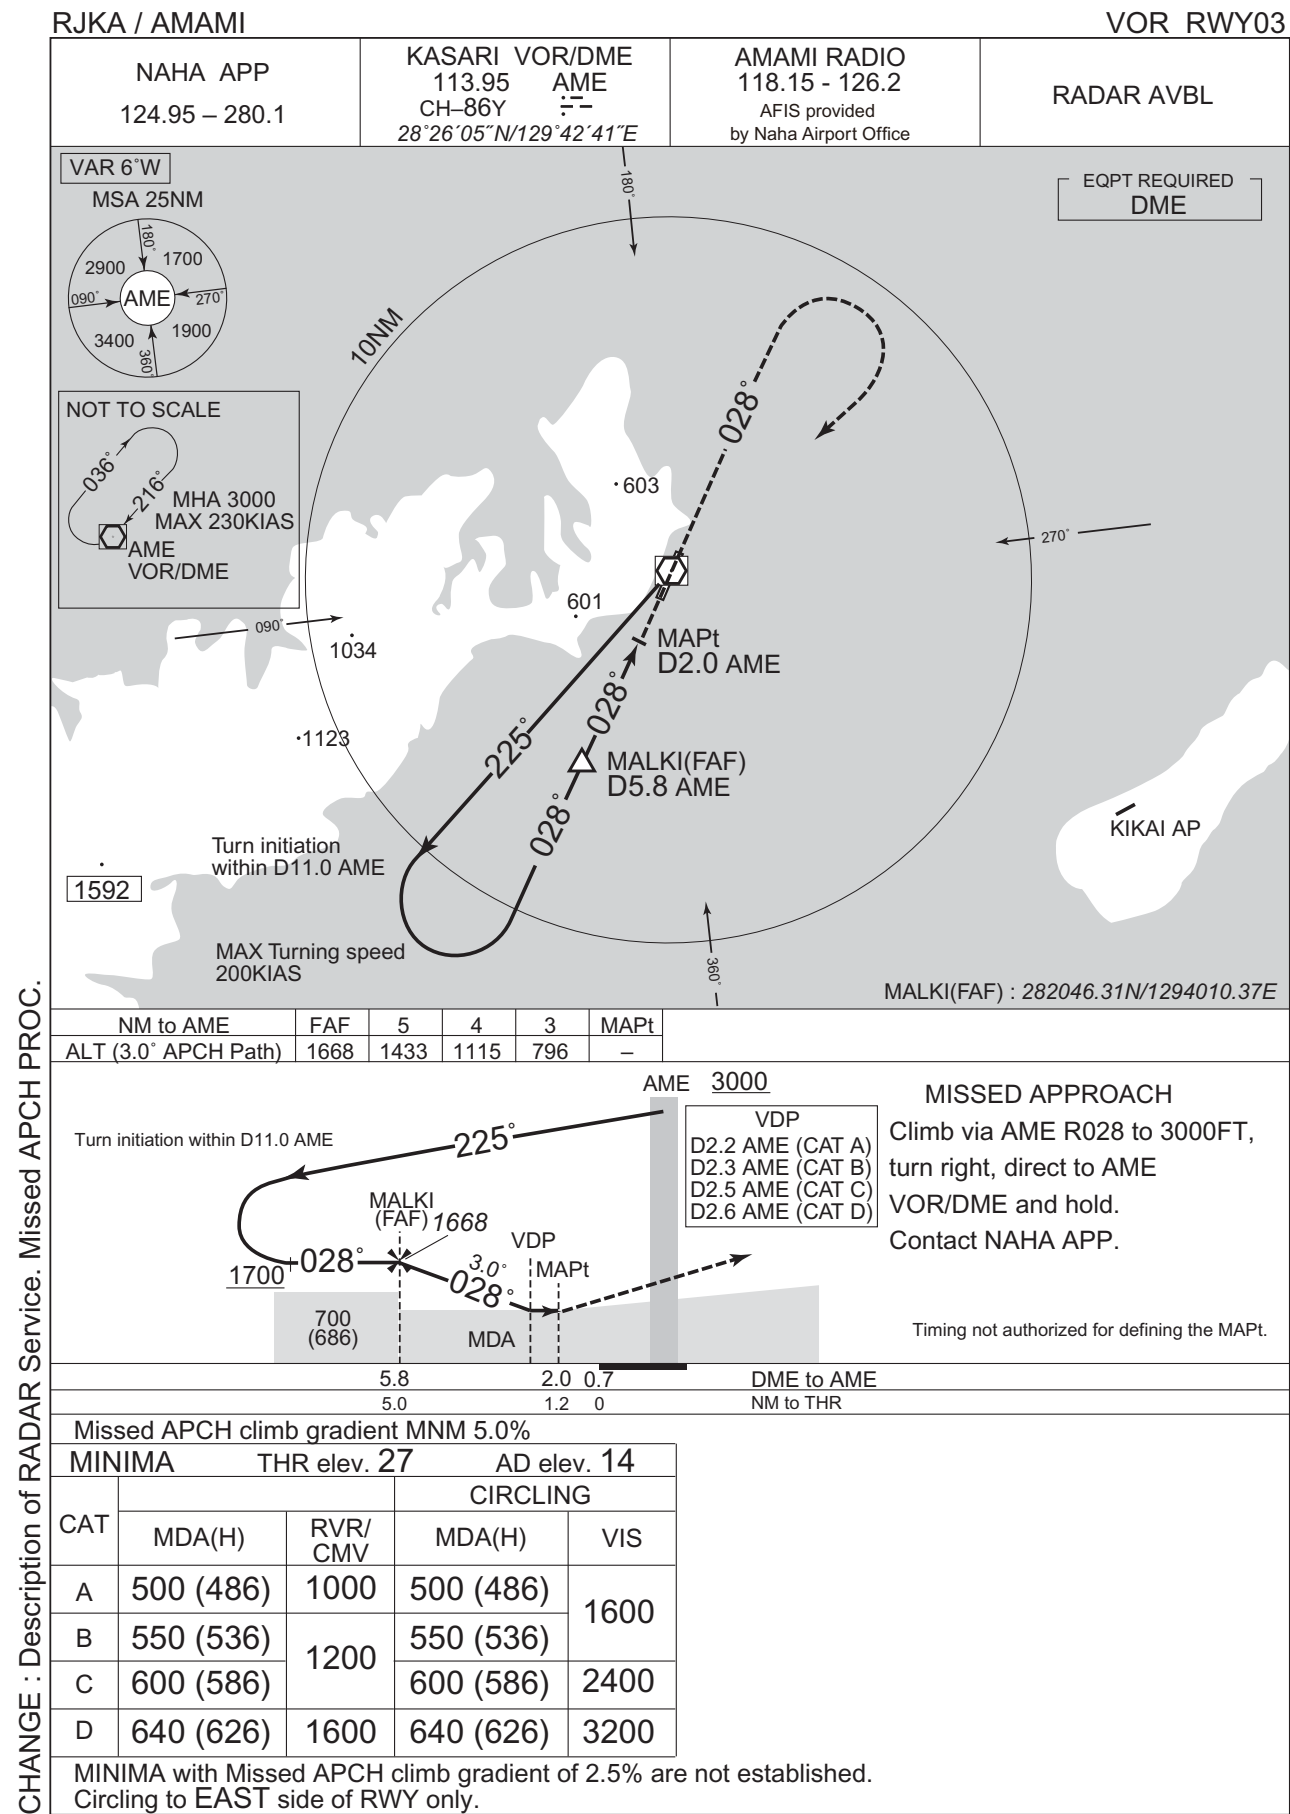 RJKA / AMAMI
VOR RWY03
NAHA APP
124.95 – 280.1
KASARI VOR/DME
113.95 AME
CH–86Y
28˚26´05˝N/129˚42´41˝E
AMAMI RADIO
118.15 - 126.2
AFIS provided
by Naha Airport Office
RADAR AVBL
VAR 6˚W
MSA 25NM
180˚
2900
1700
090˚
AME
270˚
3400
1900
360˚
EQPT REQUIRED
DME
180˚
10NM
NOT TO SCALE
036˚
216˚
MHA 3000
MAX 230KIAS
AME
VOR/DME
028˚
603
270˚
601
090˚
1034
MAPt
D2.0 AME
028˚
225˚
1123
MALKI(FAF)
D5.8 AME
028˚
KIKAI AP
Turn initiation
within D11.0 AME
1592
MAX Turning speed
200KIAS
360˚
MALKI(FAF) : 282046.31N/1294010.37E
NM to AME FAF 5 4 3 MAPt
ALT (3.0˚ APCH Path) 1668 1433 1115 796 –
AME 3000
Turn initiation within D11.0 AME
225˚
VDP
D2.2 AME (CAT A)
D2.3 AME (CAT B)
D2.5 AME (CAT C)
D2.6 AME (CAT D)
MISSED APPROACH
Climb via AME R028 to 3000FT,
turn right, direct to AME
VOR/DME and hold.
Contact NAHA APP.
MALKI
(FAF) 1668
VDP
MAPt
1700
028˚
3.0˚
028˚
700
(686)
MDA
Timing not authorized for defining the MAPt.
5.8 2.0 0.7 DME to AME
5.0 1.2 0 NM to THR
Missed APCH climb gradient MNM 5.0%
MINIMA THR elev. 27 AD elev. 14
CIRCLING
CAT MDA(H) RVR/CMV MDA(H) VIS
A 500 (486) 1000 500 (486) 1600
B 550 (536) 1200 550 (536)
C 600 (586) 600 (586) 2400
D 640 (626) 1600 640 (626) 3200
MINIMA with Missed APCH climb gradient of 2.5% are not established.
Circling to EAST side of RWY only.
CHANGE : Description of RADAR Service. Missed APCH PROC.